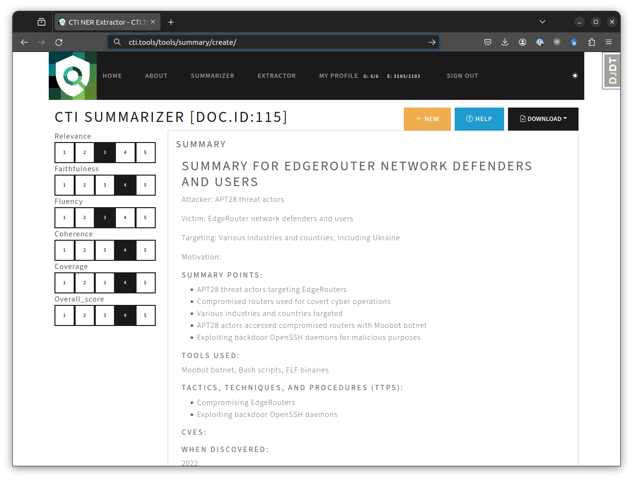 CTI NER Extractor - CTI.T
cti.tools/tools/summary/create/
HOME ABOUT SUMMARIZER EXTRACTOR MY PROFILE G: 6/6 E: 3193/3193 SIGN OUT
DJDT
CTI SUMMARIZER [DOC.ID:115]
+ NEW
? HELP
DOWNLOAD
Relevance
1 2 3 4 5
Faithfulness
1 2 3 4 5
Fluency
1 2 3 4 5
Coherence
1 2 3 4 5
Coverage
1 2 3 4 5
Overall_score
1 2 3 4 5
SUMMARY
SUMMARY FOR EDGEROUTER NETWORK DEFENDERS
AND USERS
Attacker: APT28 threat actors
Victim: EdgeRouter network defenders and users
Targeting: Various industries and countries, including Ukraine
Motivation:
SUMMARY POINTS:
• APT28 threat actors targeting EdgeRouters
• Compromised routers used for covert cyber operations
• Various industries and countries targeted
• APT28 actors accessed compromised routers with Moobot botnet
• Exploiting backdoor OpenSSH daemons for malicious purposes
TOOLS USED:
Moobot botnet, Bash scripts, ELF binaries
TACTICS, TECHNIQUES, AND PROCEDURES (TTPS):
• Compromising EdgeRouters
• Exploiting backdoor OpenSSH daemons
CVES:
WHEN DISCOVERED:
2022